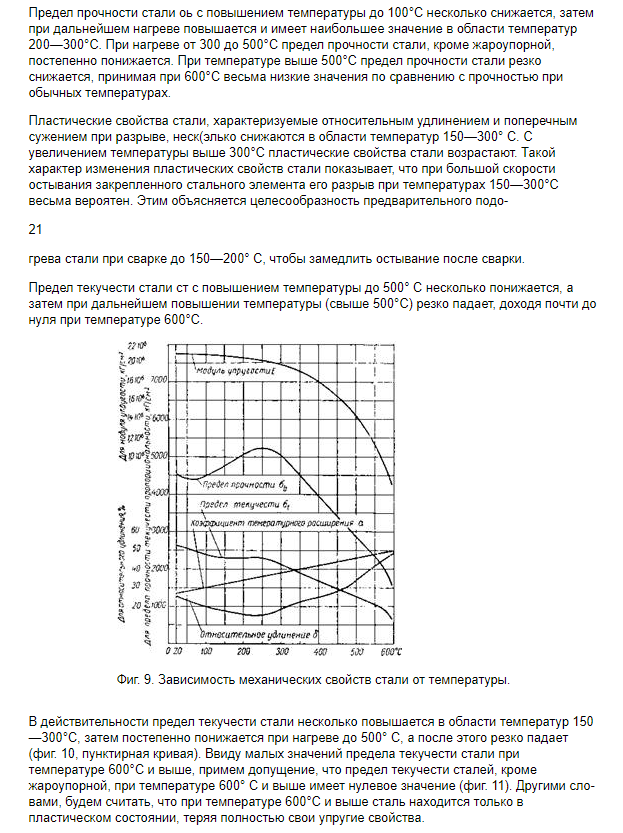 Предел прочности стали оь с повышением температуры до 100°С несколько снижается, затем
при дальнейшем нагреве повышается и имеет наибольшее значение в области температур
200—300°С. При нагреве от 300 до 500°С предел прочности стали, кроме жароупорной,
постепенно понижается. При температуре выше 500°С предел прочности стали резко
снижается, принимая при 600°С весьма низкие значения по сравнению с прочностью при
обычных температурах.
Пластические свойства стали, характеризуемые относительным удлинением и поперечным
сужением при разрыве, неск(элько снижаются в области температур 150—300° С. С
увеличением температуры выше 300°С пластические свойства стали возрастают. Такой
характер изменения пластических свойств стали показывает, что при большой скорости
остывания закрепленного стального элемента его разрыв при температурах 150—300°С
весьма вероятен. Этим объясняется целесообразность предварительного подо-
21
грева стали при сварке до 150—200° С, чтобы замедлить остывание после сварки.
Предел текучести стали ст с повышением температуры до 500° С несколько понижается, а
затем при дальнейшем повышении температуры (свыше 500°С) резко падает, доходя почти до
нуля при температуре 600°С.
Для модуля упругости, кГ/см²
Для предела прочности текучести пропорциональности, кГ/см²
Для относительного удлинения, %
22·10⁶
20·10⁶
18·10⁶
16·10⁶
14·10⁶
12·10⁶
10·10⁶
7000
6000
5000
4000
3000
2000
1000
60
50
40
30
20
Модуль упругости E
Предел прочности σb
Предел текучести σt
Коэффициент температурного расширения α
Относительное удлинение δ
0 20 100 200 300 400 500 600°С
Фиг. 9. Зависимость механических свойств стали от температуры.
В действительности предел текучести стали несколько повышается в области температур 150
—300°С, затем постепенно понижается при нагреве до 500° С, а после этого резко падает
(фиг. 10, пунктирная кривая). Ввиду малых значений предела текучести стали при
температуре 600°С и выше, примем допущение, что предел текучести сталей, кроме
жароупорной, при температуре 600° С и выше имеет нулевое значение (фиг. 11). Другими сло-
вами, будем считать, что при температуре 600°С и выше сталь находится только в
пластическом состоянии, теряя полностью свои упругие свойства.